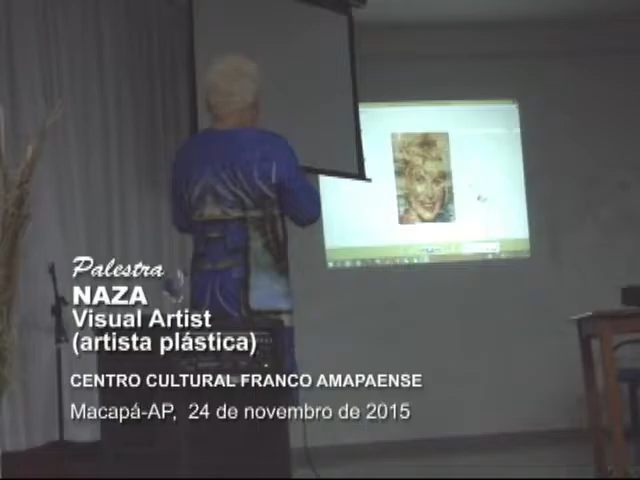 Palestra
NAZA
Visual Artist
(artista plástica)
CENTRO CULTURAL FRANCO AMAPAENSE
Macapá-AP, 24 de novembro de 2015